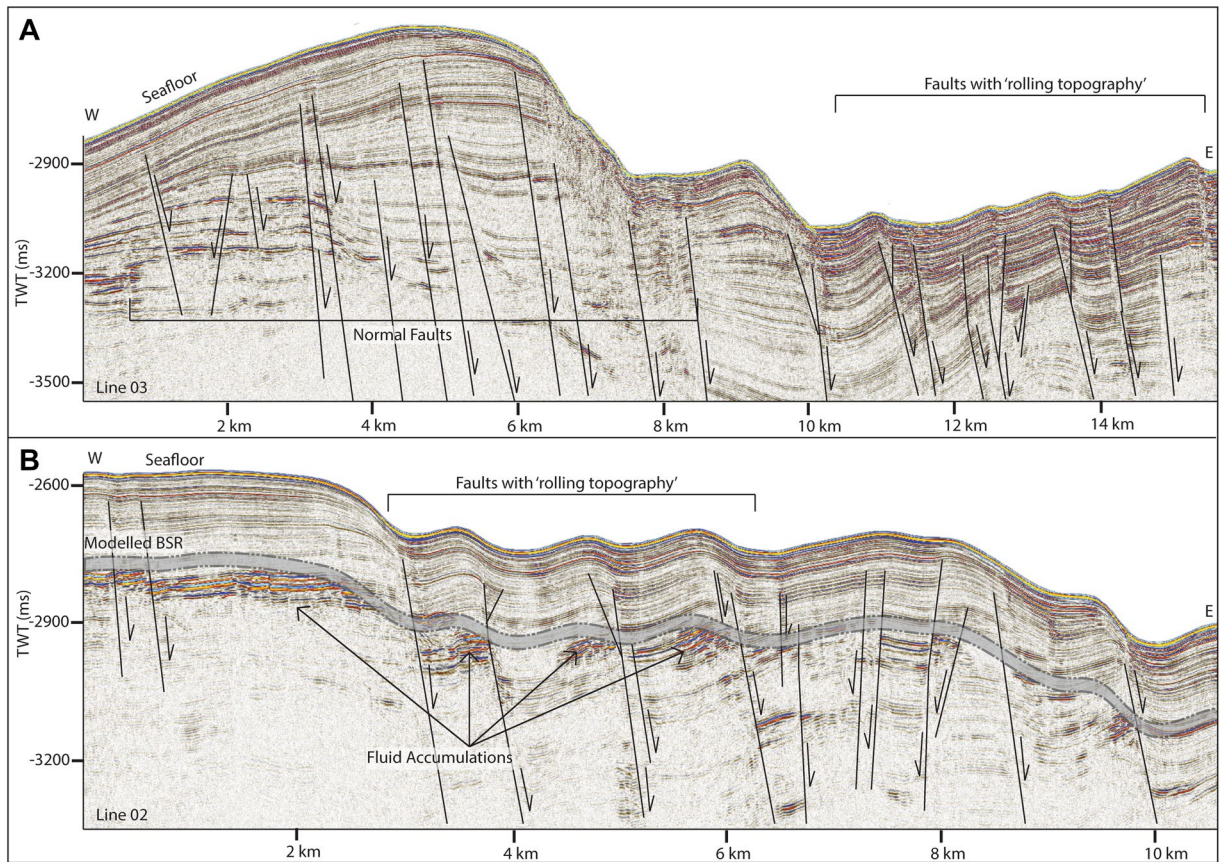 A
Seafloor
W
Faults with ‘rolling topography’
E
-2900
-3200
-3500
TWT (ms)
Normal Faults
Line 03
2 km
4 km
6 km
8 km
10 km
12 km
14 km
B
W
Seafloor
Faults with ‘rolling topography’
-2600
Modelled BSR
-2900
E
TWT (ms)
-3200
Fluid Accumulations
Line 02
2 km
4 km
6 km
8 km
10 km